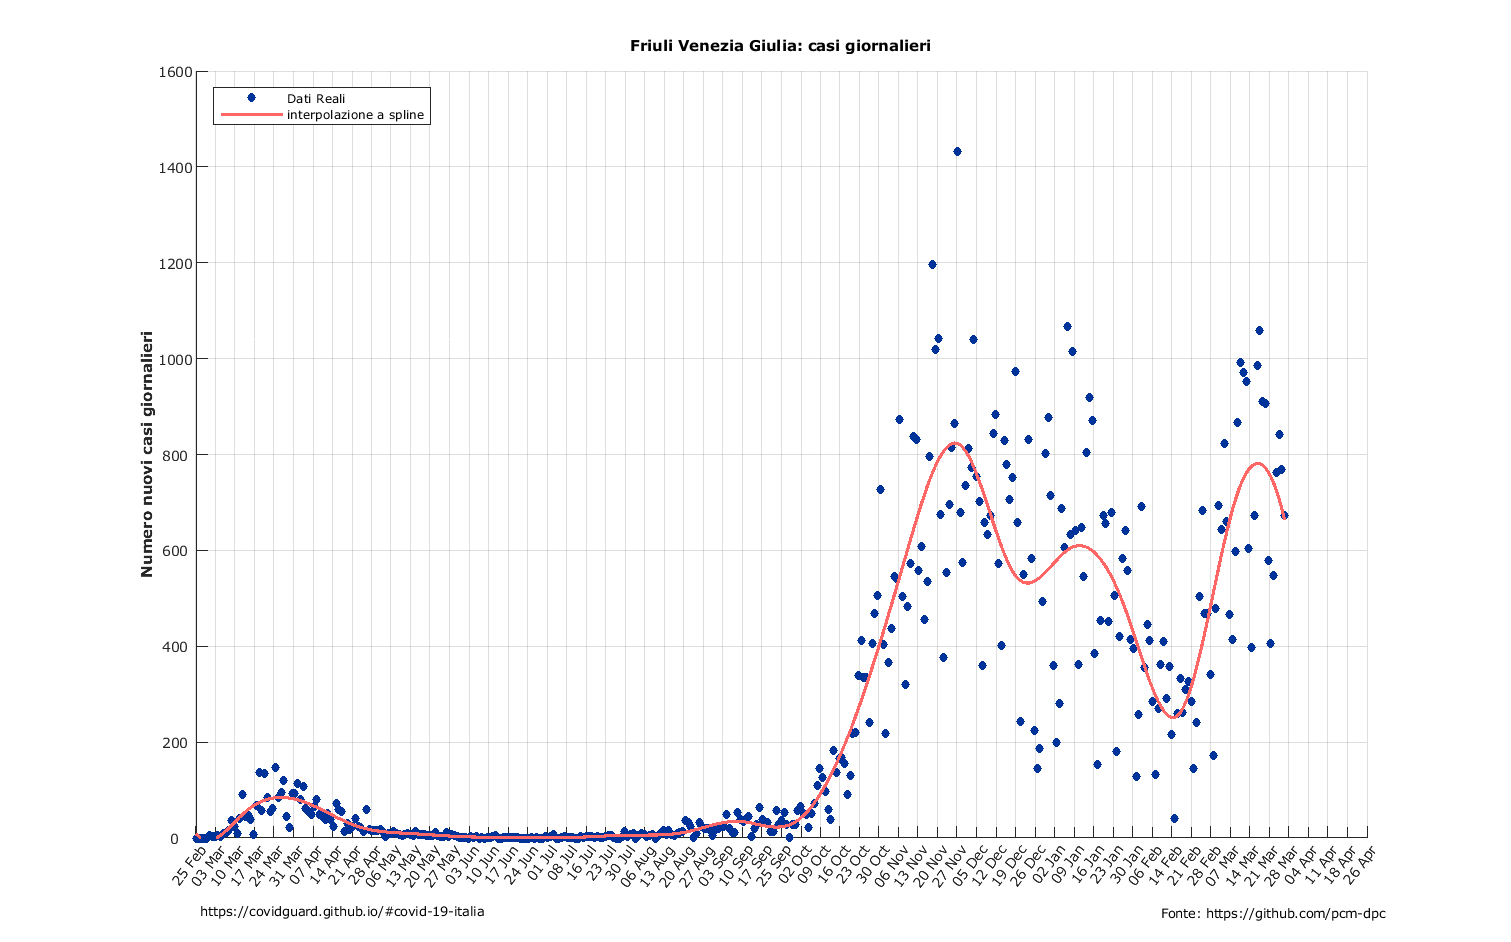 Friuli Venezia Giulia: casi giornalieri
1600
1400
1200
1000
800
600
400
200
0
Numero nuovi casi giornalieri
Dati Reali
interpolazione a spline
25 Feb
03 Mar
10 Mar
17 Mar
24 Mar
31 Mar
07 Apr
14 Apr
21 Apr
28 Apr
06 May
13 May
20 May
27 May
03 Jun
10 Jun
17 Jun
24 Jun
01 Jul
08 Jul
16 Jul
23 Jul
30 Jul
06 Aug
13 Aug
20 Aug
27 Aug
03 Sep
10 Sep
17 Sep
25 Sep
02 Oct
09 Oct
16 Oct
23 Oct
30 Oct
06 Nov
13 Nov
20 Nov
27 Nov
05 Dec
12 Dec
19 Dec
26 Dec
02 Jan
09 Jan
16 Jan
23 Jan
30 Jan
06 Feb
14 Feb
21 Feb
28 Feb
07 Mar
14 Mar
21 Mar
28 Mar
04 Apr
11 Apr
18 Apr
26 Apr
https://covidguard.github.io/#covid-19-italia
Fonte: https://github.com/pcm-dpc